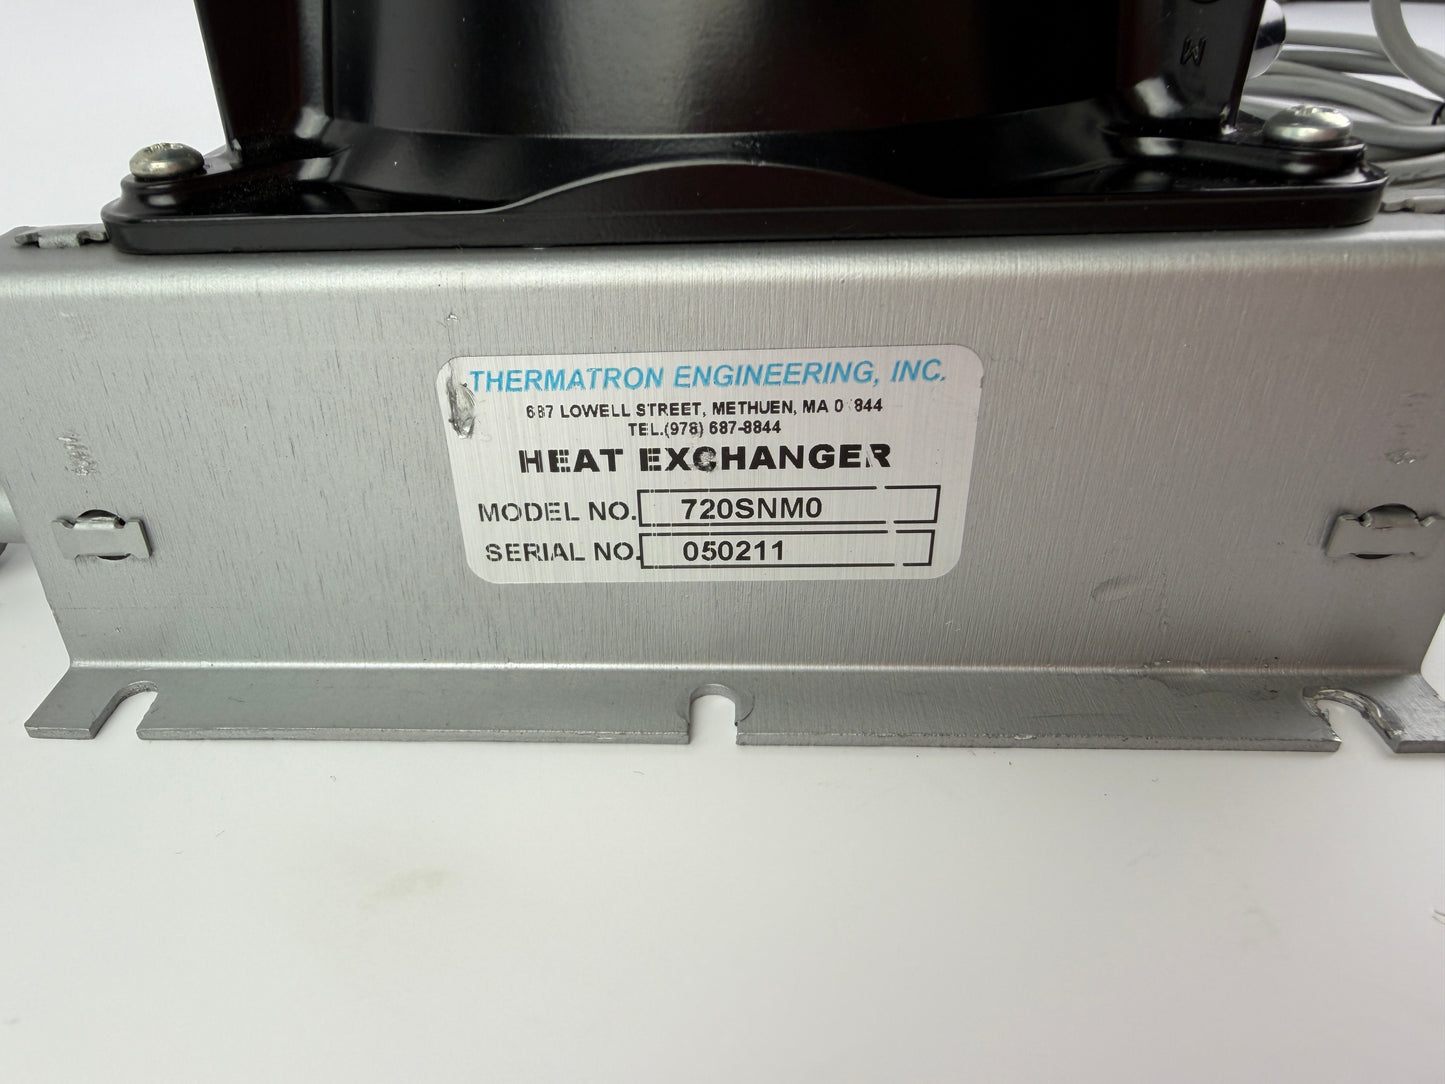 THERMATRON ENGINEERING, INC.
687 LOWELL STREET, METHUEN, MA 01844
TEL.(978) 687-8844
HEAT EXCHANGER
MODEL NO. 720SNM0
SERIAL NO. 050211